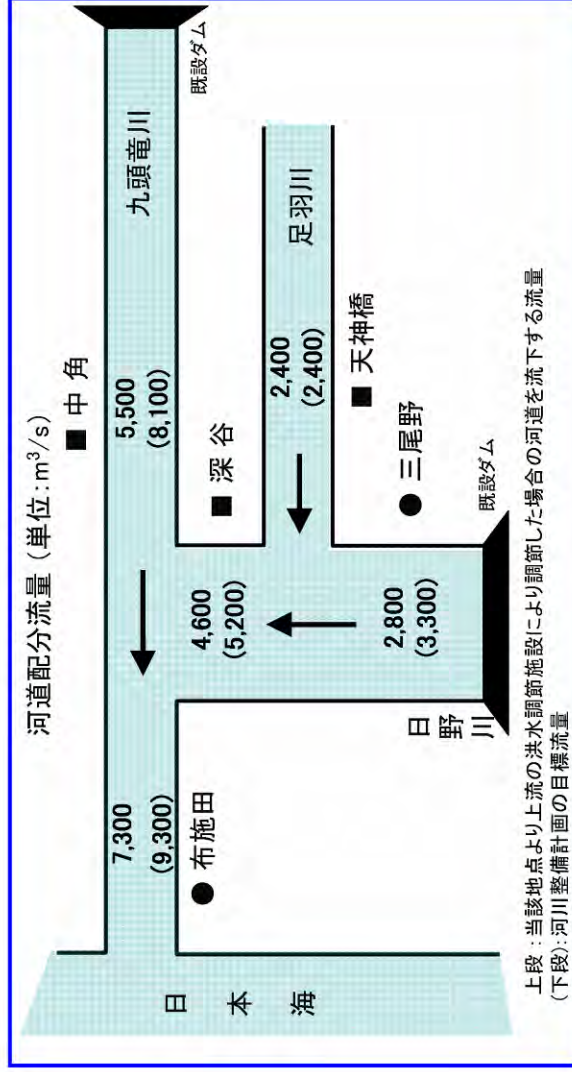 河道配分流量 (単位:m³/s)
■ 中 角
7,300
(9,300)
5,500
(8,100)
九頭竜川
既設ダム
● 布施田
日 本 海
■ 深 谷
4,600
(5,200)
2,400
(2,400)
足羽川
■ 天神橋
2,800
(3,300)
● 三尾野
日野川
既設ダム
上段:当該地点より上流の洪水調節施設により調節した場合の河道を流下する流量
(下段):河川整備計画の目標流量